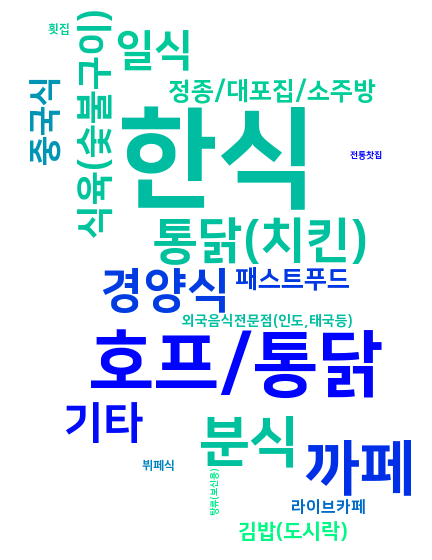 횟집
일식
중국식
식육(숯불구이)
정종/대포집/소주방
한식
전통찻집
통닭(치킨)
경양식
패스트푸드
외국음식전문점(인도,태국등)
호프/통닭
기타
분식
까페
뷔페식
탕류(보신용)
라이브카페
김밥(도시락)